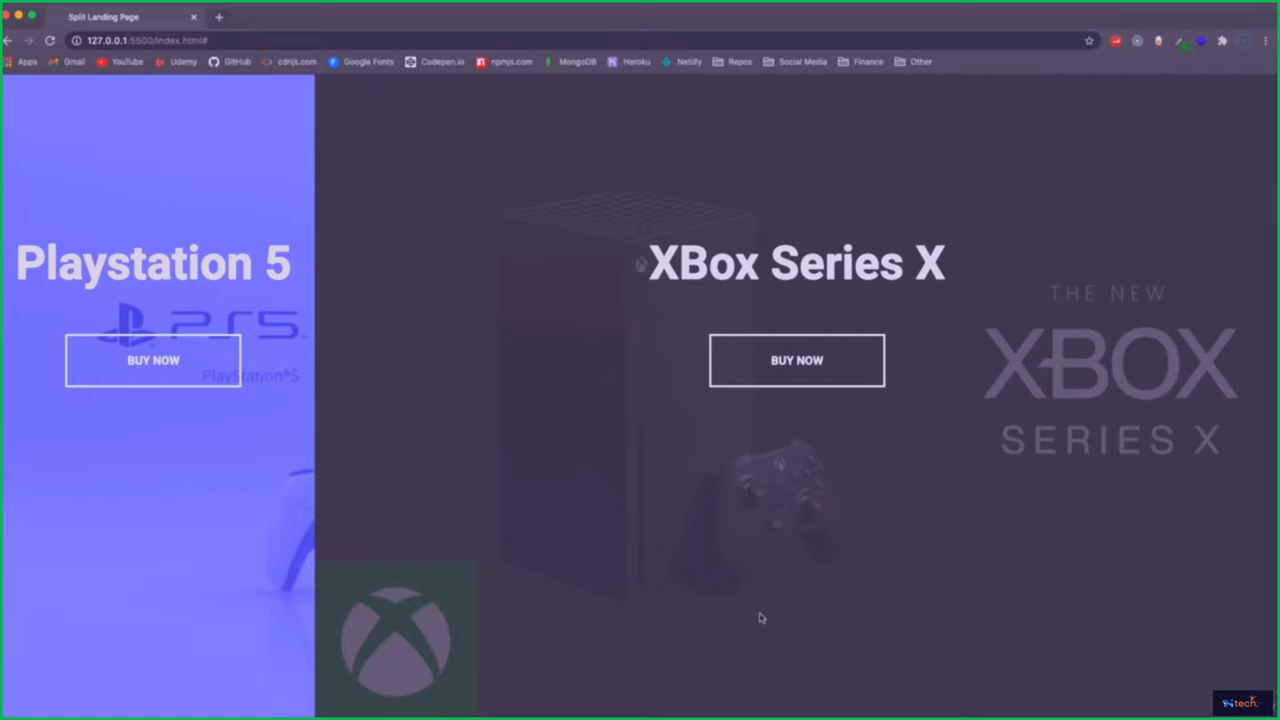 Split Landing Page
127.0.0.1:5500/index.html#
Apps Gmail YouTube Udemy GitHub cdnjs.com Google Fonts Codepen.io npmjs.com MongoDB Heroku Netlify Repos Social Media Finance Other
Playstation 5
PS5
BUY NOW
PlayStation®5
XBox Series X
BUY NOW
THE NEW
XBOX
SERIES X
tech